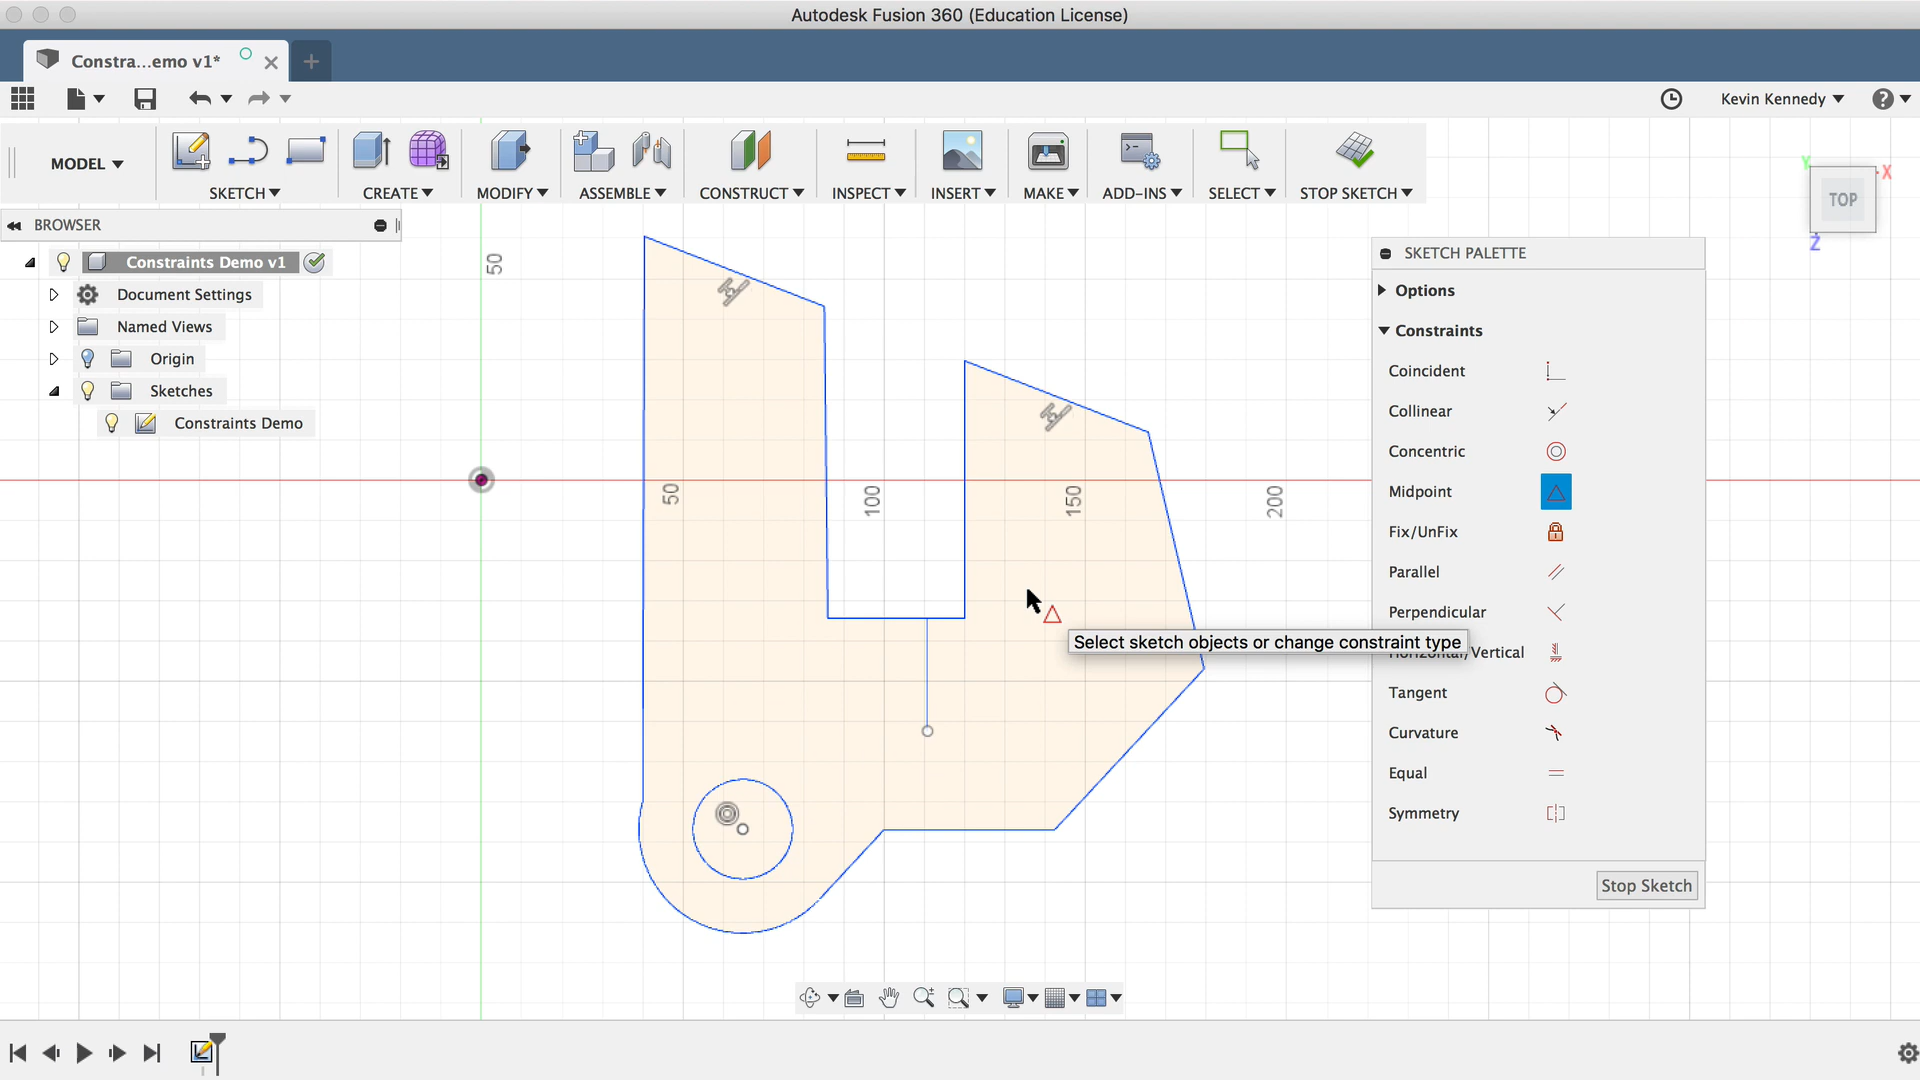 Autodesk Fusion 360 (Education License)
Constra...emo v1*
Kevin Kennedy
MODEL
SKETCH
CREATE
MODIFY
ASSEMBLE
CONSTRUCT
INSPECT
INSERT
MAKE
ADD-INS
SELECT
STOP SKETCH
BROWSER
Constraints Demo v1
Document Settings
Named Views
Origin
Sketches
Constraints Demo
50
50
100
150
200
Y
X
TOP
Z
SKETCH PALETTE
Options
Constraints
Coincident
Collinear
Concentric
Midpoint
Fix/UnFix
Parallel
Perpendicular
Select sketch objects or change constraint type
Horizontal/Vertical
Tangent
Curvature
Equal
Symmetry
Stop Sketch